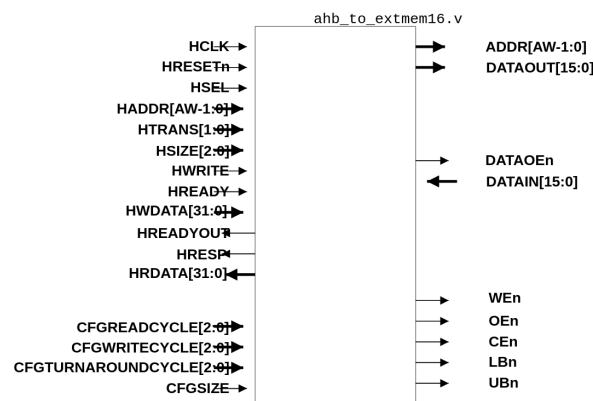 ahb_to_extmem16.v
HCLK
HRESETn
HSEL
HADDR[AW-1:0]
HTRANS[1:0]
HSIZE[2:0]
HWRITE
HREADY
HWDATA[31:0]
HREADYOUT
HRESP
HRDATA[31:0]
CFGREADCYCLE[2:0]
CFGWRITECYCLE[2:0]
CFGTURNAROUNDCYCLE[2:0]
CFGSIZE
ADDR[AW-1:0]
DATAOUT[15:0]
DATAOEn
DATAIN[15:0]
WEn
OEn
CEn
LBn
UBn